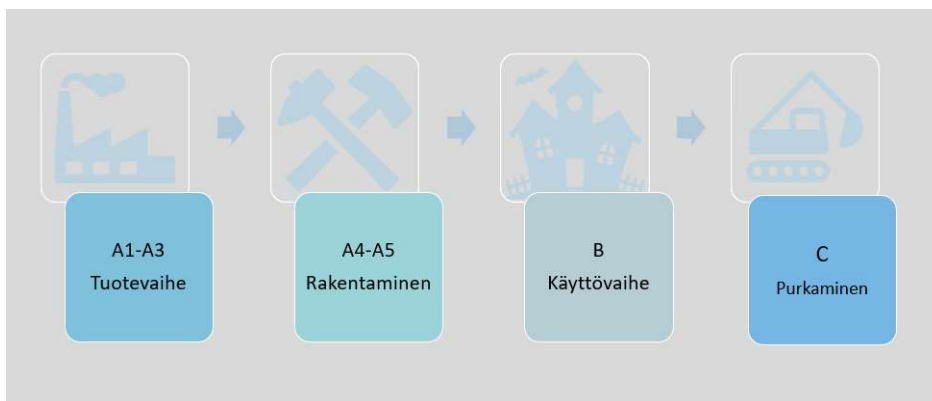 A1-A3
Tuotevaihe
A4-A5
Rakentaminen
B
Käyttövaihe
C
Purkaminen